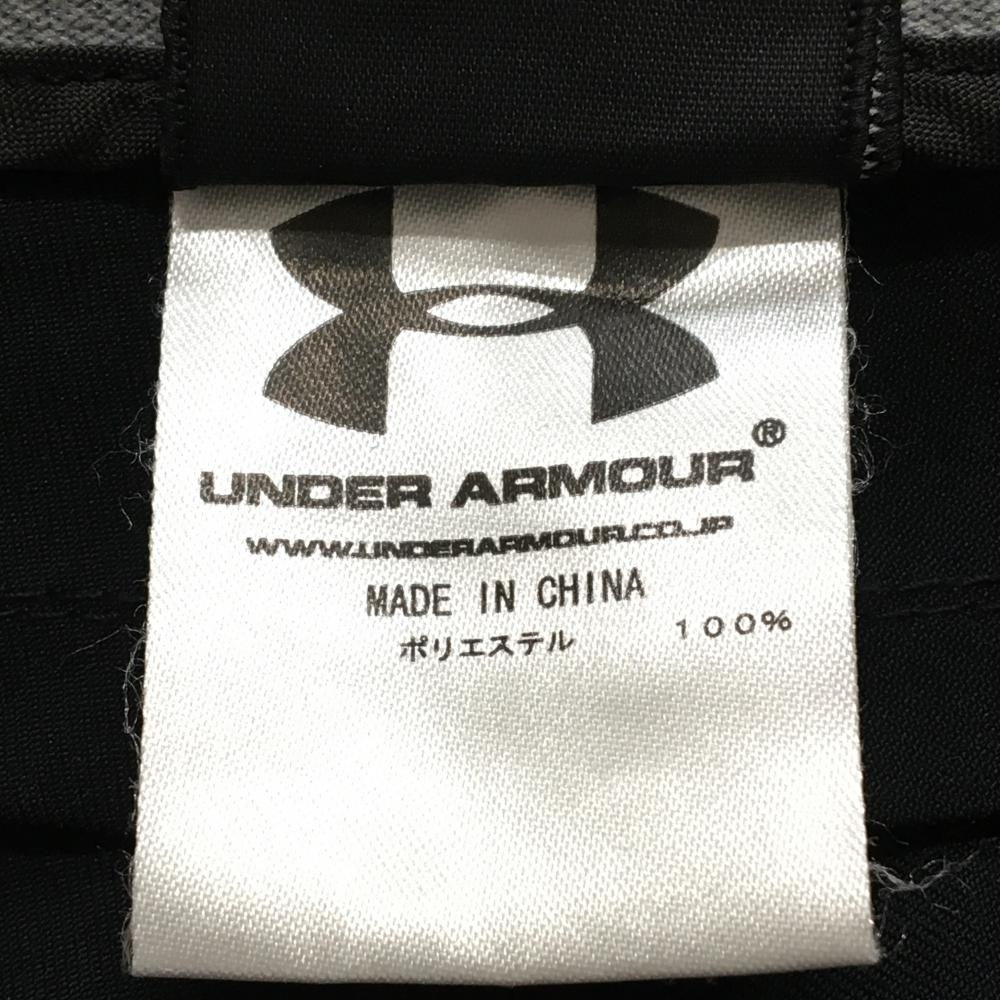 UNDER ARMOUR®
WWW.UNDERARMOUR.CO.JP
MADE IN CHINA
ポリエステル 100%